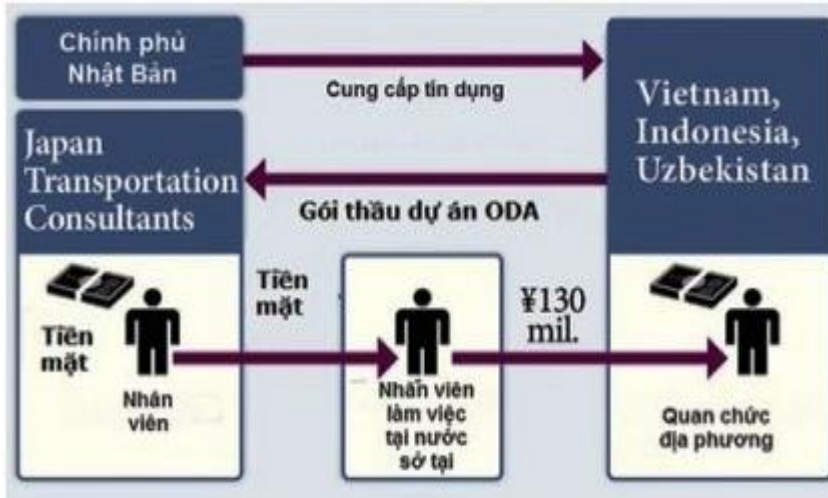 Chính phủ
Nhật Bản
Cung cấp tín dụng
Vietnam,
Indonesia,
Uzbekistan
Japan
Transportation
Consultants
Gói thầu dự án ODA
Tiền
mặt
Nhân
viên
Tiền
mặt
Nhân viên
làm việc
tại nước
sở tại
¥130
mil.
Quan chức
địa phương